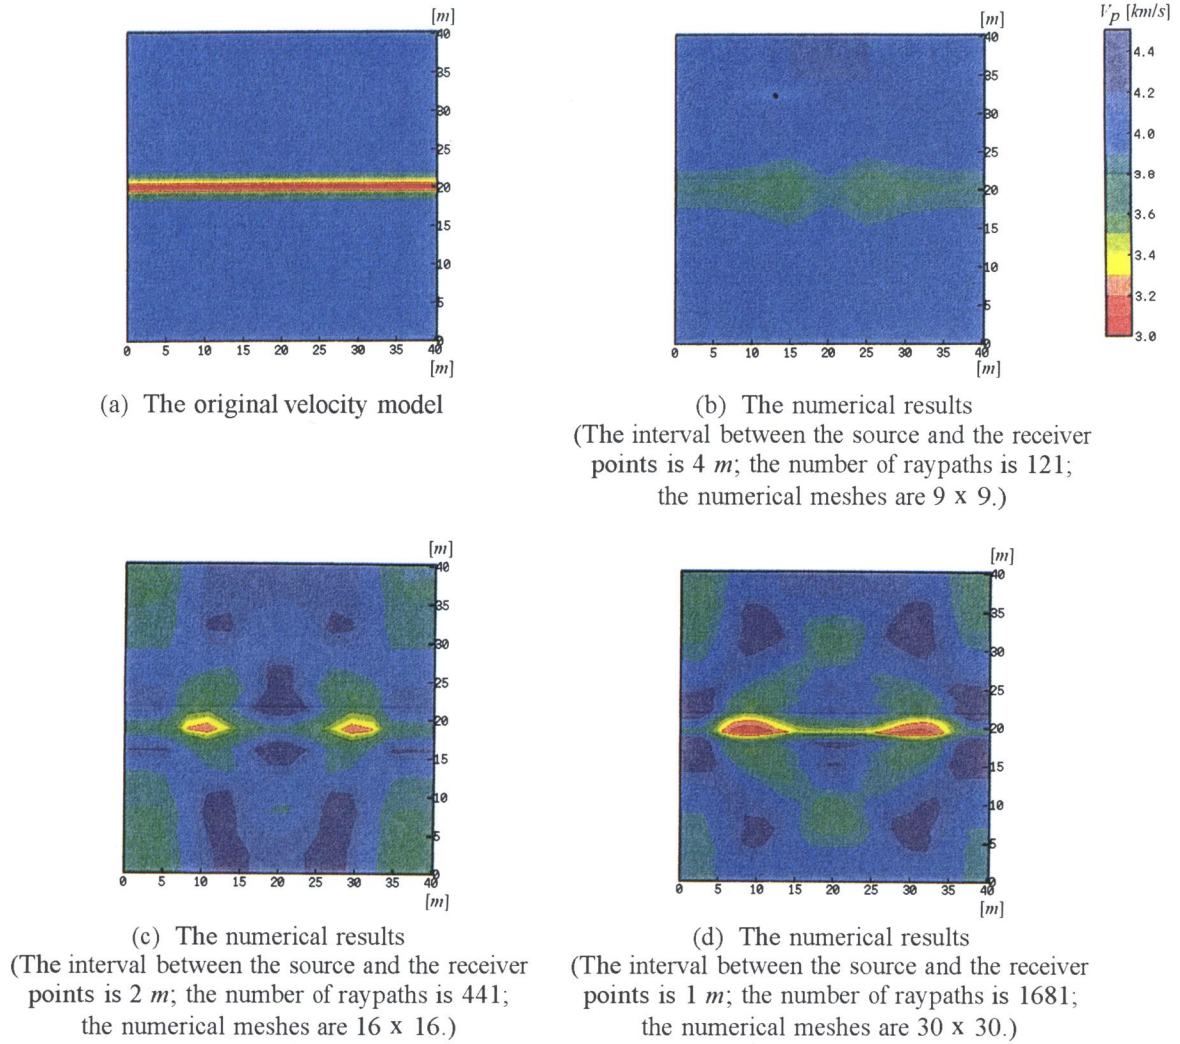 [m]
40
35
30
25
20
15
10
5
0
0 5 10 15 20 25 30 35 40
[m]
(a) The original velocity model
[m]
40
35
30
25
20
15
10
5
0
0 5 10 15 20 25 30 35 40
[m]
(b) The numerical results
(The interval between the source and the receiver
points is 4 m; the number of raypaths is 121;
the numerical meshes are 9 x 9.)
Vp [km/s]
4.4
4.2
4.0
3.8
3.6
3.4
3.2
3.0
[m]
40
35
30
25
20
15
10
5
0
0 5 10 15 20 25 30 35 40
[m]
(c) The numerical results
(The interval between the source and the receiver
points is 2 m; the number of raypaths is 441;
the numerical meshes are 16 x 16.)
[m]
40
35
30
25
20
15
10
5
0
0 5 10 15 20 25 30 35 40
[m]
(d) The numerical results
(The interval between the source and the receiver
points is 1 m; the number of raypaths is 1681;
the numerical meshes are 30 x 30.)